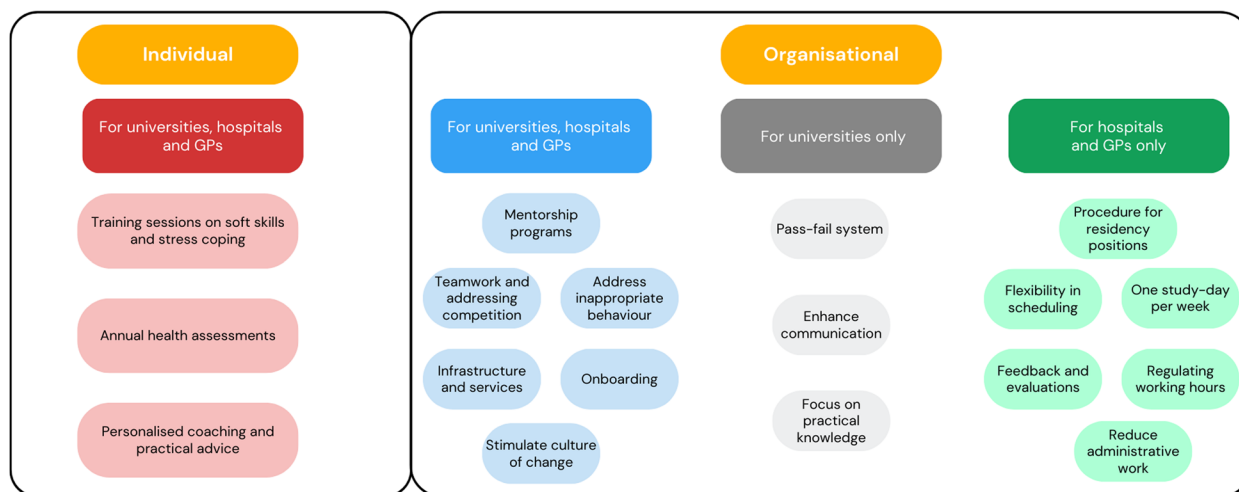 Individual
For universities, hospitals
and GPs
Training sessions on soft skills
and stress coping
Annual health assessments
Personalised coaching and
practical advice
Organisational
For universities, hospitals
and GPs
Mentorship
programs
Teamwork and
addressing
competition
Address
inappropriate
behaviour
Infrastructure
and services
Onboarding
Stimulate culture
of change
For universities only
Pass-fail system
Enhance
communication
Focus on
practical
knowledge
For hospitals
and GPs only
Procedure for
residency
positions
Flexibility in
scheduling
One study-day
per week
Feedback and
evaluations
Regulating
working hours
Reduce
administrative
work